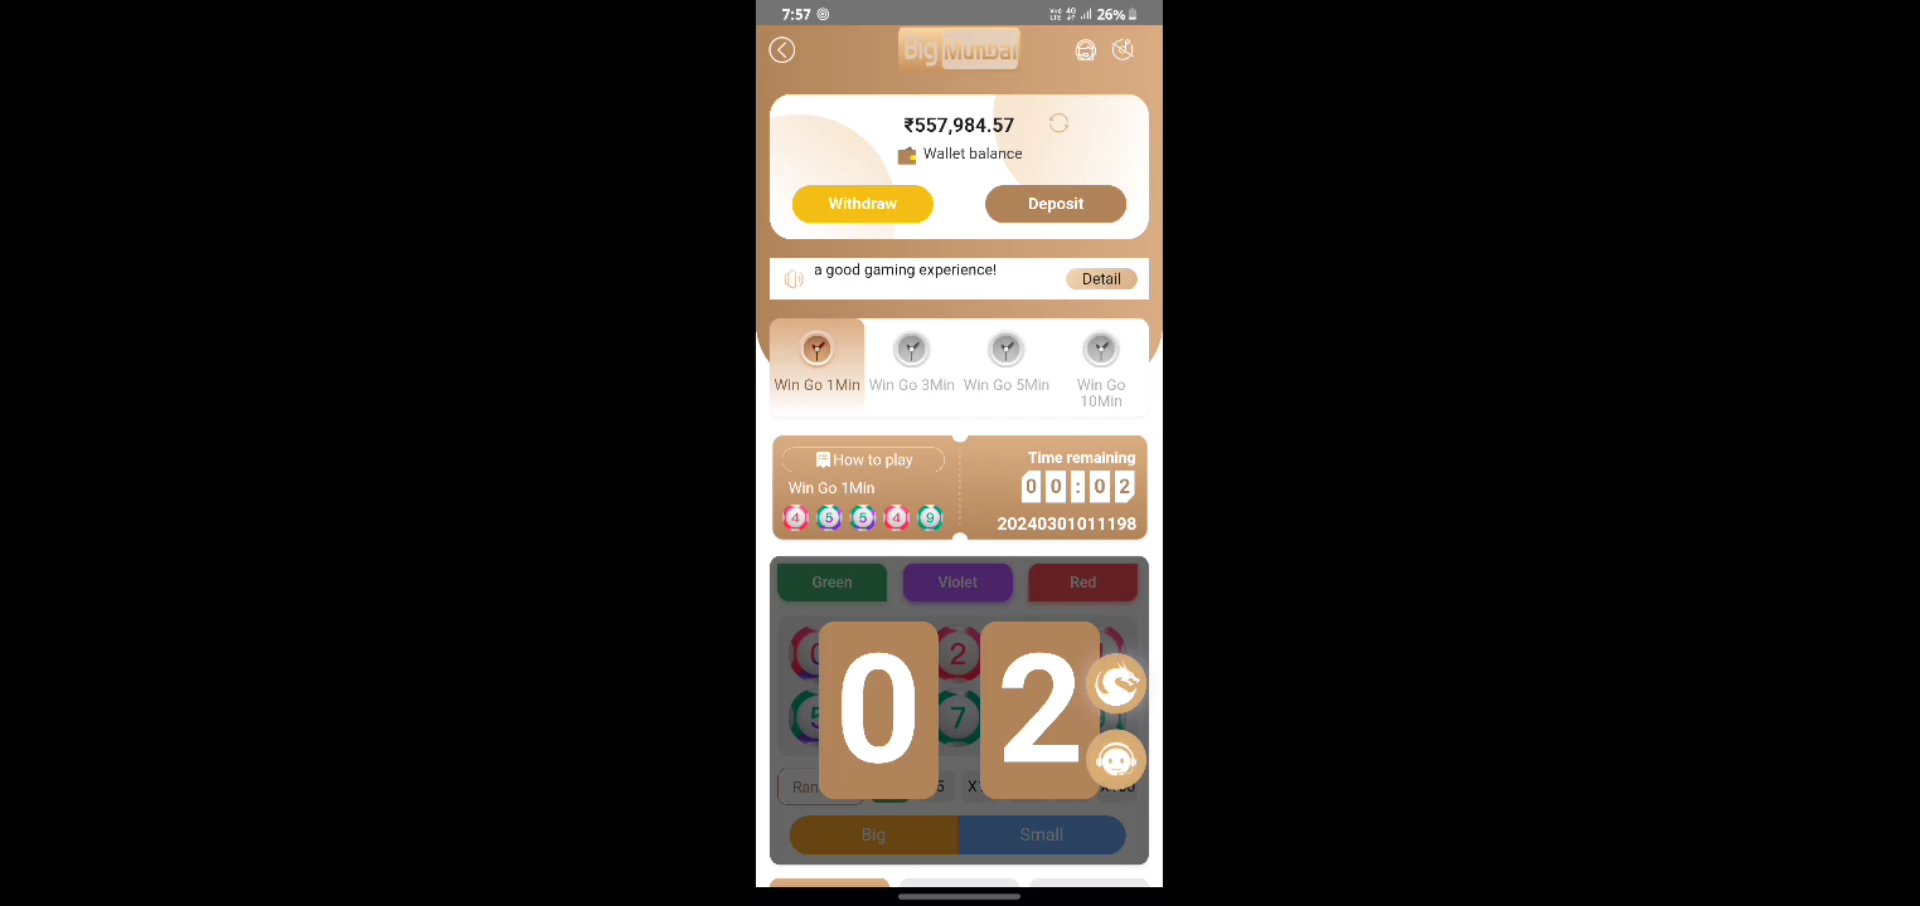 7:57
VoLTE 4G 26%
Big Mumbai
₹557,984.57
Wallet balance
Withdraw Deposit
a good gaming experience!
Detail
Win Go 1Min Win Go 3Min Win Go 5Min Win Go
10Min
How to play
Time remaining
Win Go 1Min
0 0 : 0 2
4 5 5 4 9
20240301011198
Green Violet Red
2
7
0 2
Big Small